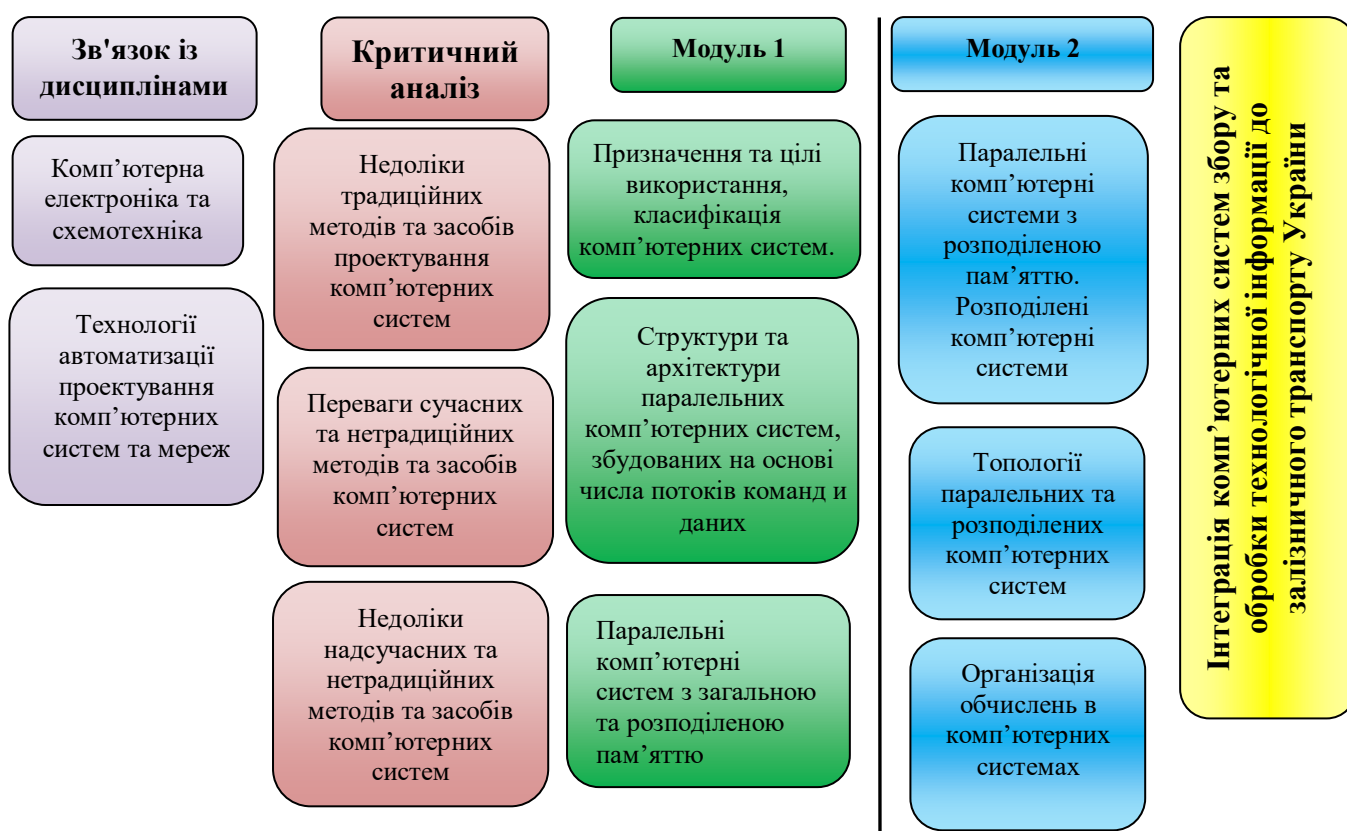 Зв'язок із
дисциплінами
Комп’ютерна
електроніка та
схемотехніка
Технології
автоматизації
проектування
комп’ютерних
систем та мереж
Критичний
аналіз
Недоліки
традиційних
методів та засобів
проектування
комп’ютерних
систем
Переваги сучасних
та нетрадиційних
методів та засобів
комп’ютерних
систем
Недоліки
надсучасних та
нетрадиційних
методів та засобів
комп’ютерних
систем
Модуль 1
Призначення та цілі
використання,
класифікація
комп’ютерних систем.
Структури та
архітектури
паралельних
комп’ютерних систем,
збудованих на основі
числа потоків команд и
даних
Паралельні
комп’ютерні
систем з загальною
та розподіленою
пам’яттю
Модуль 2
Паралельні
комп’ютерні
системи з
розподіленою
пам’яттю.
Розподілені
комп’ютерні
системи
Топології
паралельних та
розподілених
комп’ютерних
систем
Організація
обчислень в
комп’ютерних
системах
Інтеграція комп’ютерних систем збору та
обробки технологічної інформації до
залізничного транспорту України